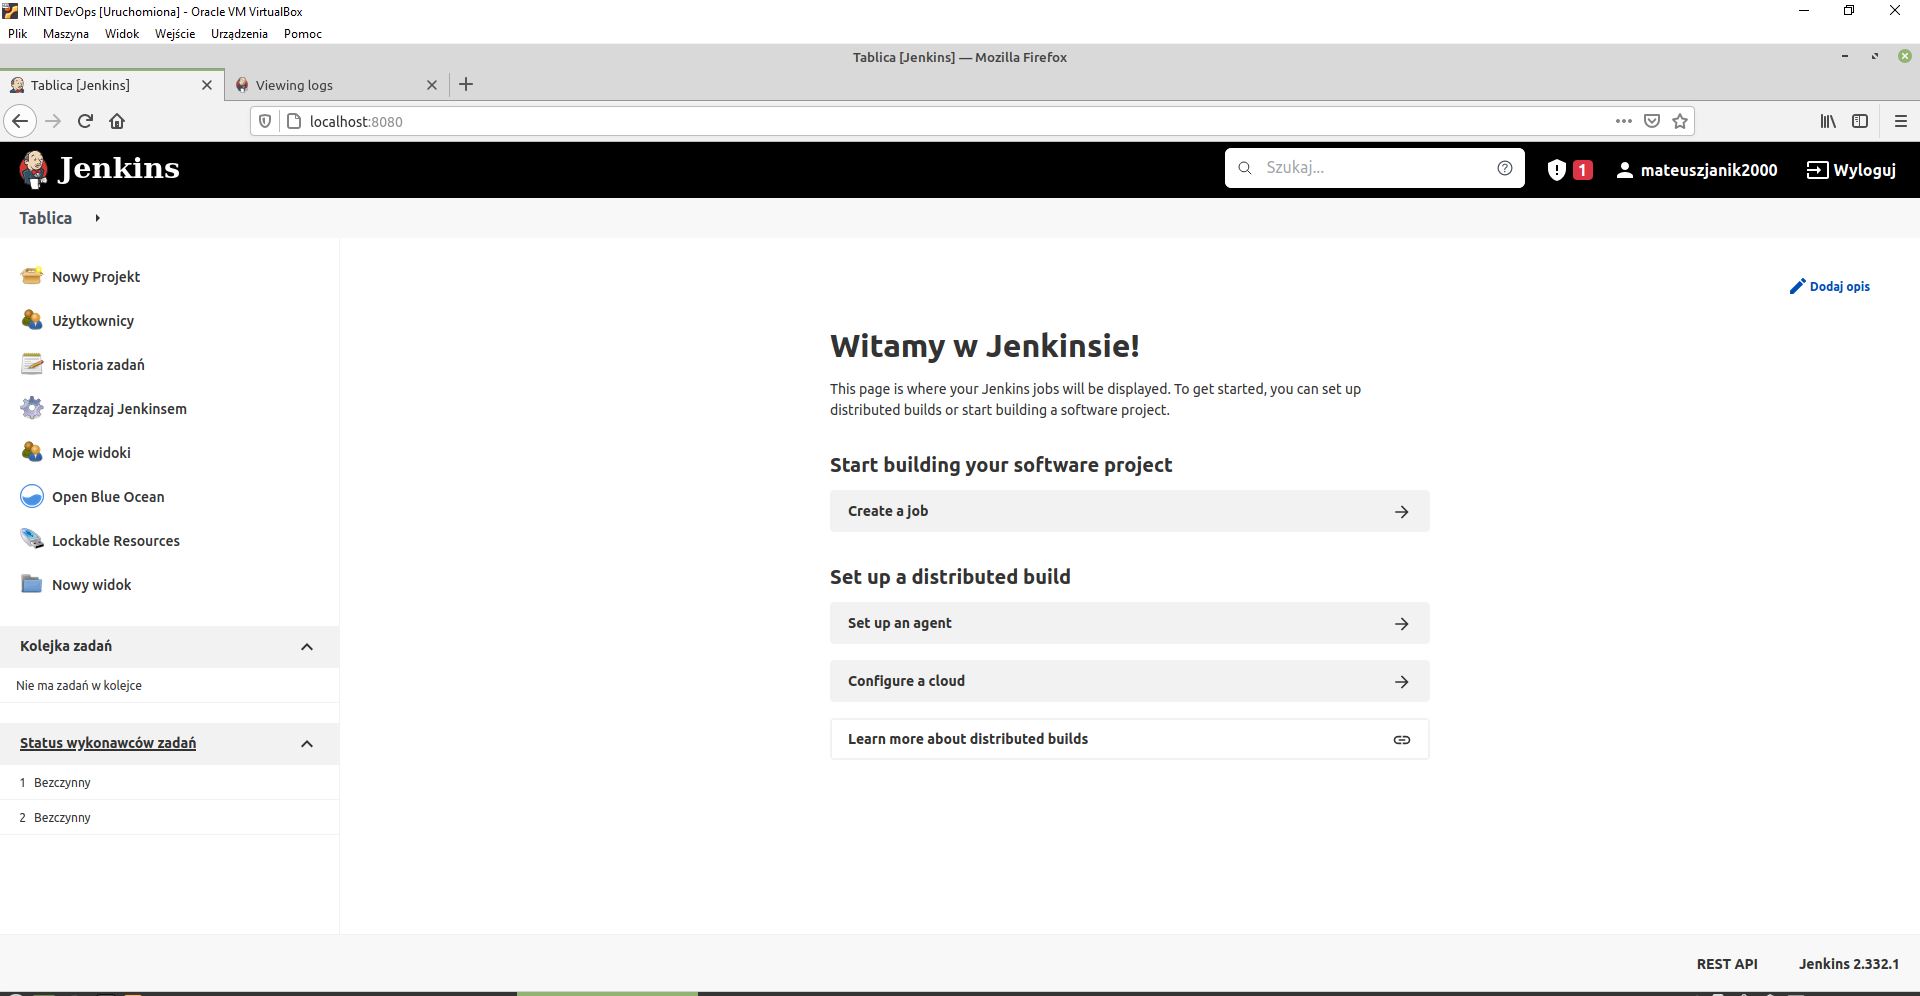 MINT DevOps [Uruchomiona] - Oracle VM VirtualBox
Plik Maszyna Widok Wejście Urządzenia Pomoc
Tablica [Jenkins] — Mozilla Firefox
Tablica [Jenkins] Viewing logs
localhost:8080
Jenkins Szukaj... 1 mateuszjanik2000 Wyloguj
Tablica
Nowy Projekt
Użytkownicy
Historia zadań
Zarządzaj Jenkinsem
Moje widoki
Open Blue Ocean
Lockable Resources
Nowy widok
Kolejka zadań
Nie ma zadań w kolejce
Status wykonawców zadań
1 Bezczynny
2 Bezczynny
Dodaj opis
Witamy w Jenkinsie!
This page is where your Jenkins jobs will be displayed. To get started, you can set up
distributed builds or start building a software project.
Start building your software project
Create a job
Set up a distributed build
Set up an agent
Configure a cloud
Learn more about distributed builds
REST API Jenkins 2.332.1